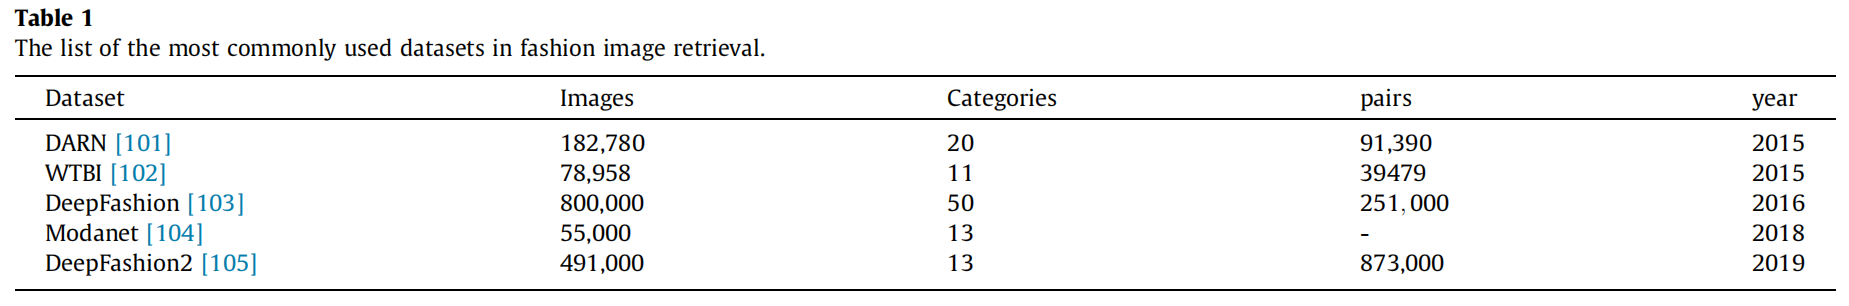 Table 1
The list of the most commonly used datasets in fashion image retrieval.
Dataset Images Categories pairs year
DARN [101] 182,780 20 91,390 2015
WTBI [102] 78,958 11 39479 2015
DeepFashion [103] 800,000 50 251,000 2016
Modanet [104] 55,000 13 - 2018
DeepFashion2 [105] 491,000 13 873,000 2019